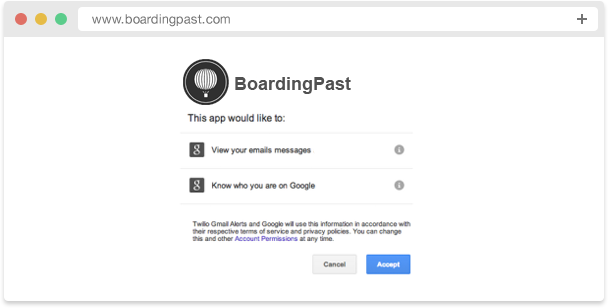 www.boardingpast.com
BoardingPast
This app would like to:
View your emails messages
Know who you are on Google
Twilio Gmail Alerts and Google will use this information in accordance with
their respective terms of service and privacy policies. You can change
this and other Account Permissions at any time.
Cancel Accept